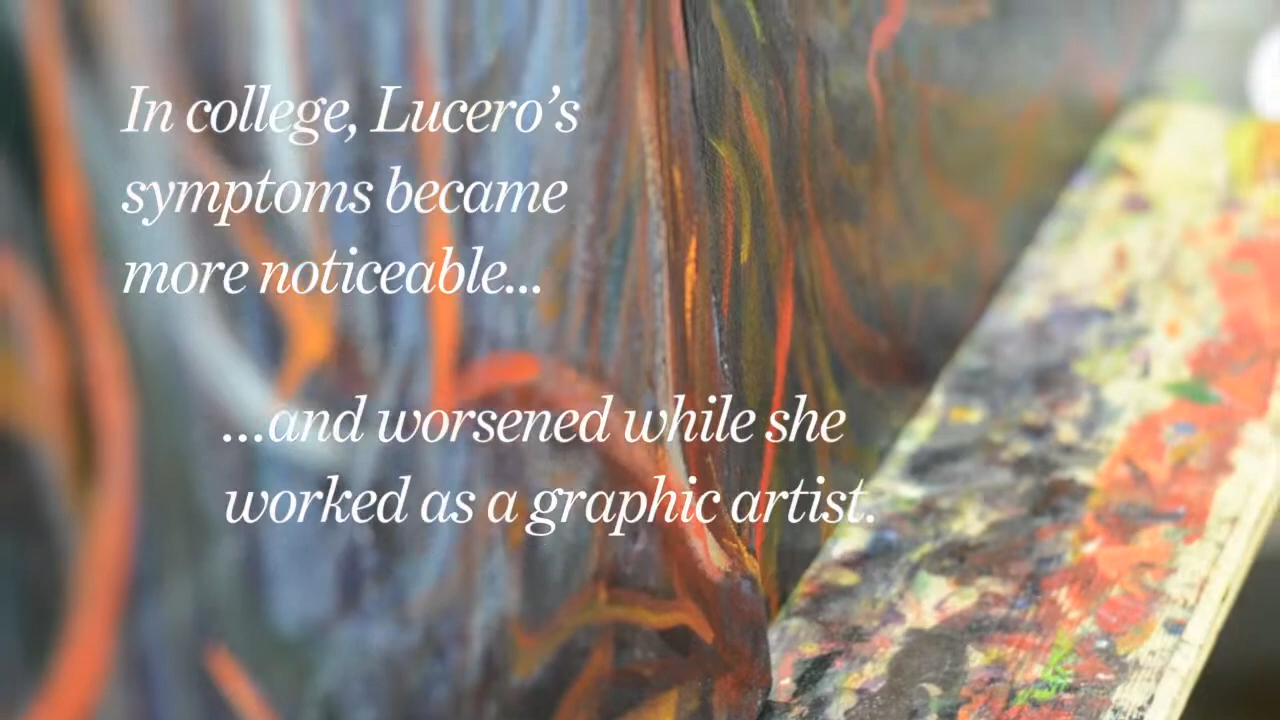 In college, Lucero’s
symptoms became
more noticeable...
...and worsened while she
worked as a graphic artist.